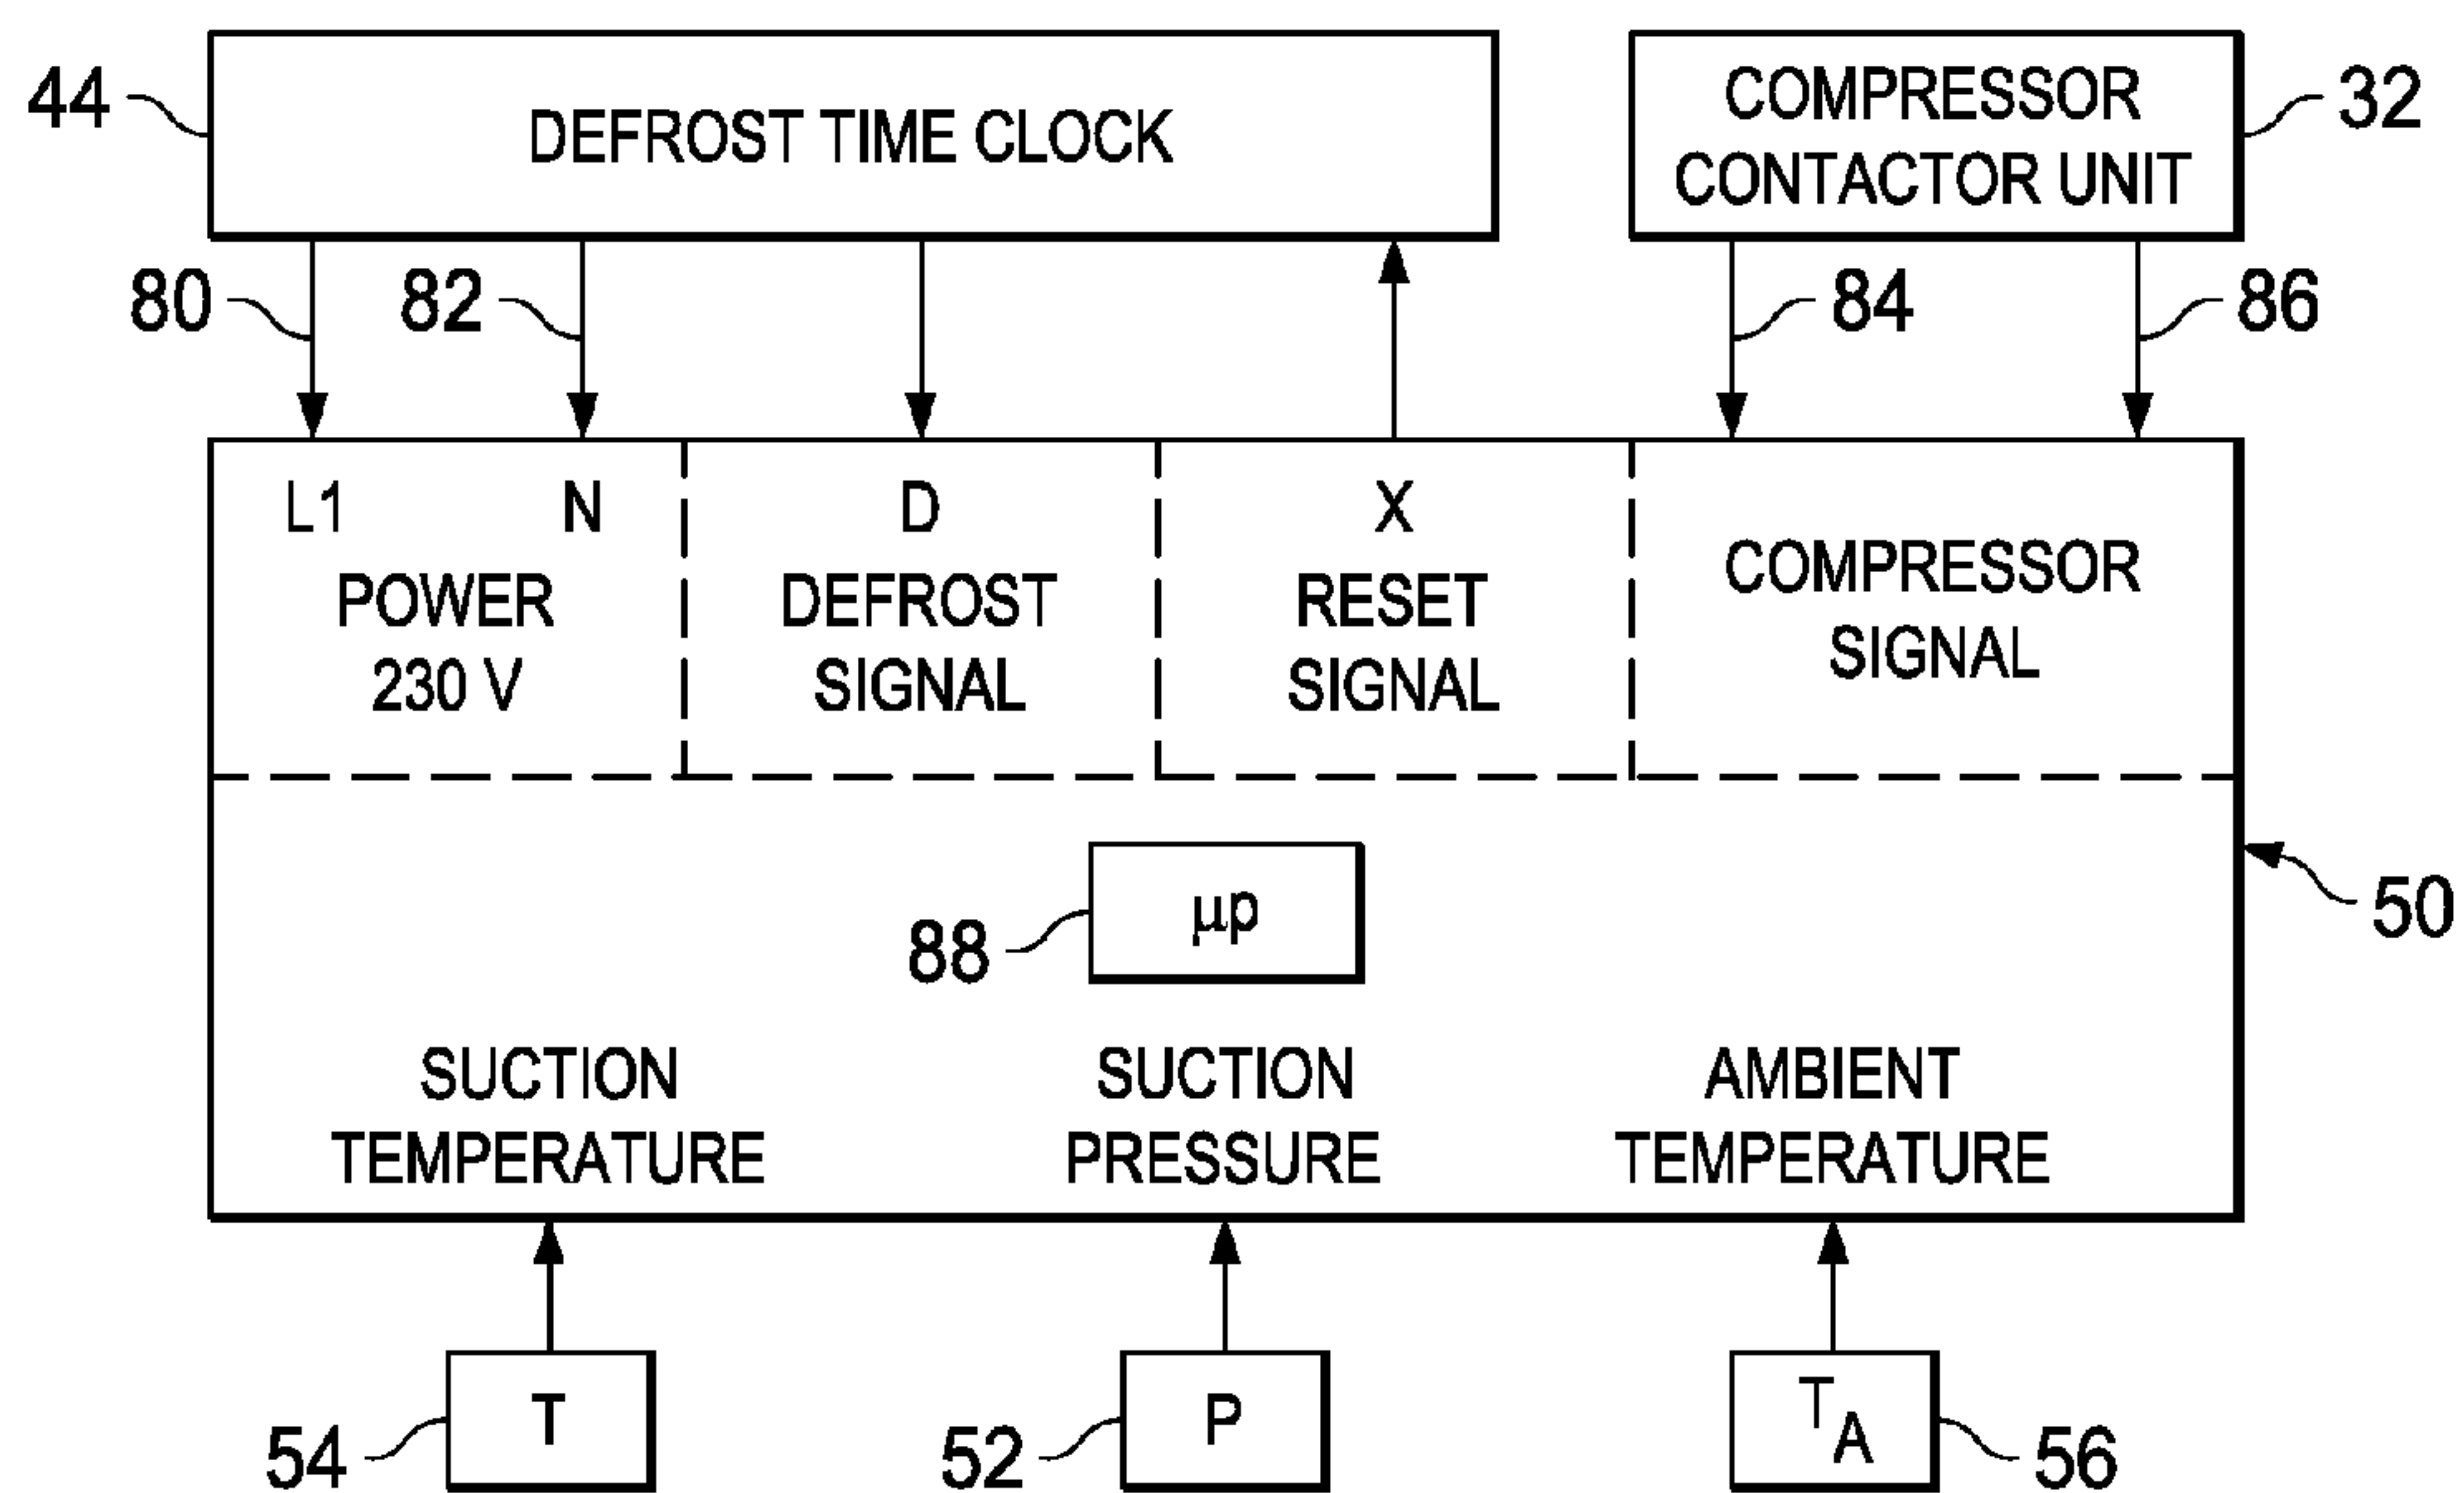 44
DEFROST TIME CLOCK
COMPRESSOR
CONTACTOR UNIT
32
80
82
84
86
L1
N
D
X
POWER
230 V
DEFROST
SIGNAL
RESET
SIGNAL
COMPRESSOR
SIGNAL
µp
88
50
SUCTION
TEMPERATURE
SUCTION
PRESSURE
AMBIENT
TEMPERATURE
T
54
P
52
TA
56